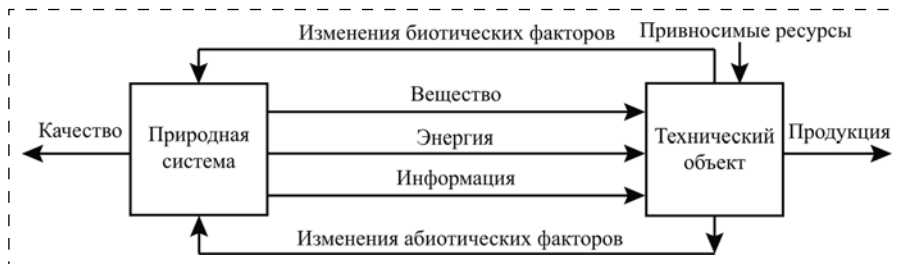 Изменения биотических факторов
Привносимые ресурсы
Вещество
Качество
Природная
система
Энергия
Технический
объект
Продукция
Информация
Изменения абиотических факторов